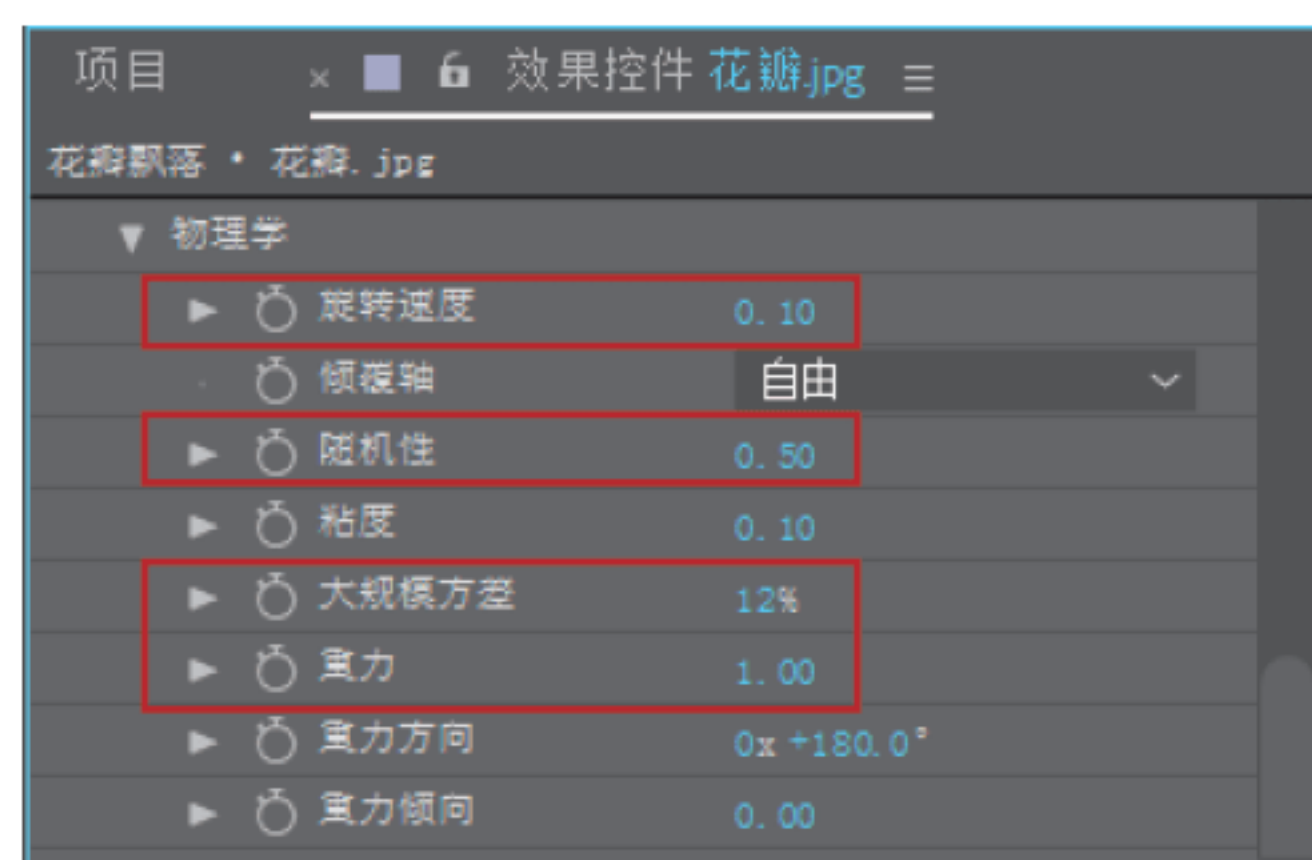 项目 × 效果控件 花瓣.jpg ≡
花瓣飘落 • 花瓣.jpg
物理学
旋转速度 0.10
倾覆轴 自由
随机性 0.50
粘度 0.10
大规模方差 12%
重力 1.00
重力方向 0x +180.0°
重力倾向 0.00